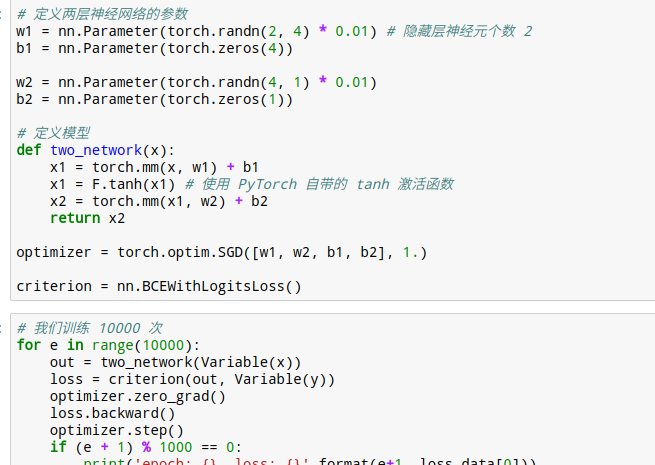 # 定义两层神经网络的参数
w1 = nn.Parameter(torch.randn(2, 4) * 0.01) # 隐藏层神经元个数 2
b1 = nn.Parameter(torch.zeros(4))
w2 = nn.Parameter(torch.randn(4, 1) * 0.01)
b2 = nn.Parameter(torch.zeros(1))
# 定义模型
def two_network(x):
    x1 = torch.mm(x, w1) + b1
    x1 = F.tanh(x1) # 使用 PyTorch 自带的 tanh 激活函数
    x2 = torch.mm(x1, w2) + b2
    return x2
optimizer = torch.optim.SGD([w1, w2, b1, b2], 1.)
criterion = nn.BCEWithLogitsLoss()
# 我们训练 10000 次
for e in range(10000):
    out = two_network(Variable(x))
    loss = criterion(out, Variable(y))
    optimizer.zero_grad()
    loss.backward()
    optimizer.step()
    if (e + 1) % 1000 == 0:
        print('epoch: {}, loss: {}'.format(e+1, loss.data[0]))